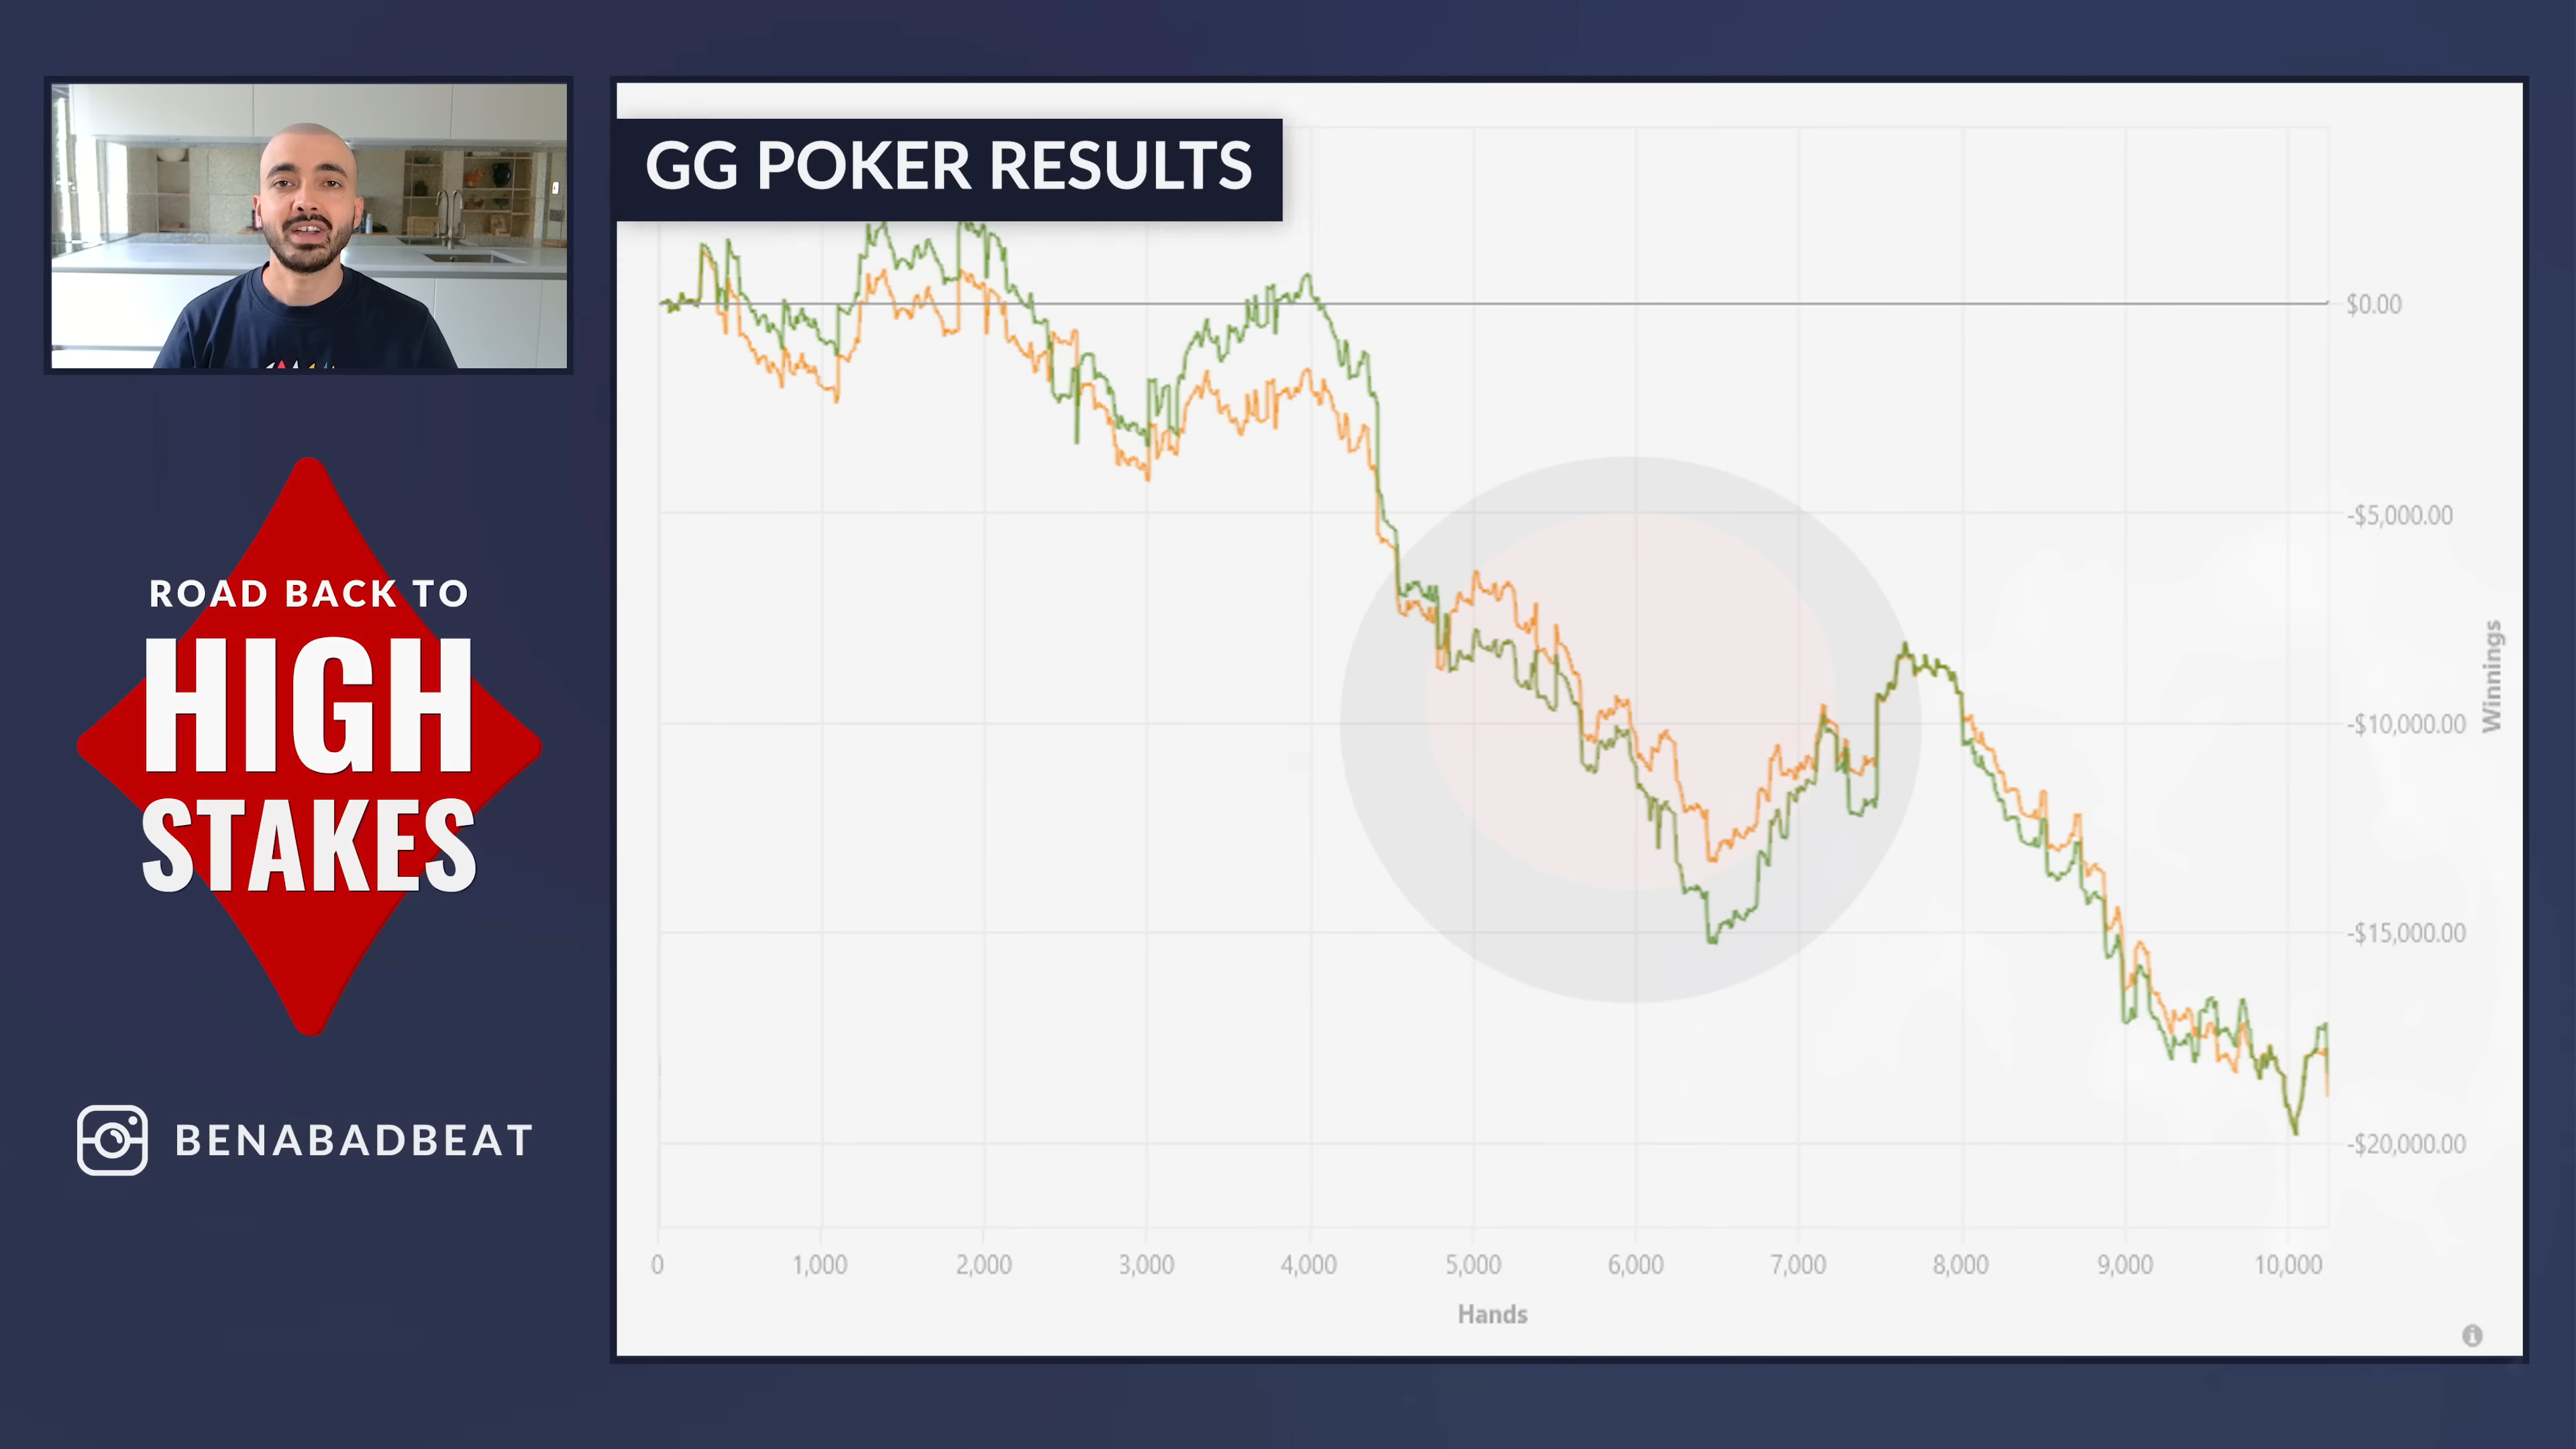 GG POKER RESULTS
ROAD BACK TO
HIGH
STAKES
BENABADBEAT
$0.00
-$5,000.00
-$10,000.00
-$15,000.00
-$20,000.00
Winnings
0 1,000 2,000 3,000 4,000 5,000 6,000 7,000 8,000 9,000 10,000
Hands